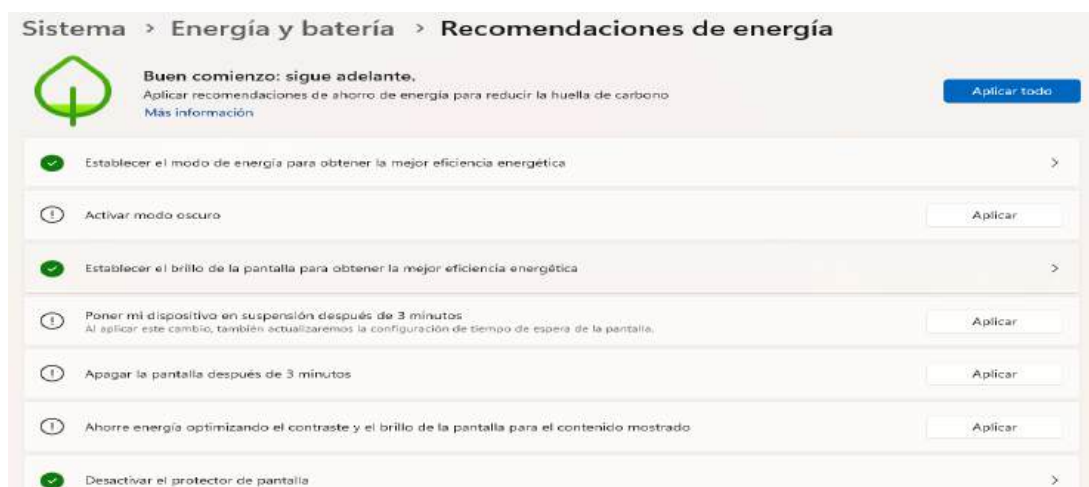 Sistema > Energía y batería > Recomendaciones de energía
Buen comienzo: sigue adelante.
Aplicar recomendaciones de ahorro de energía para reducir la huella de carbono
Aplicar todo
Más información
Establecer el modo de energía para obtener la mejor eficiencia energética
Activar modo oscuro
Aplicar
Establecer el brillo de la pantalla para obtener la mejor eficiencia energética
Poner mi dispositivo en suspensión después de 3 minutos
Al aplicar este cambio, también actualizaremos la configuración de tiempo de espera de la pantalla.
Aplicar
Apagar la pantalla después de 3 minutos
Aplicar
Ahorre energía optimizando el contraste y el brillo de la pantalla para el contenido mostrado
Aplicar
Desactivar el protector de pantalla